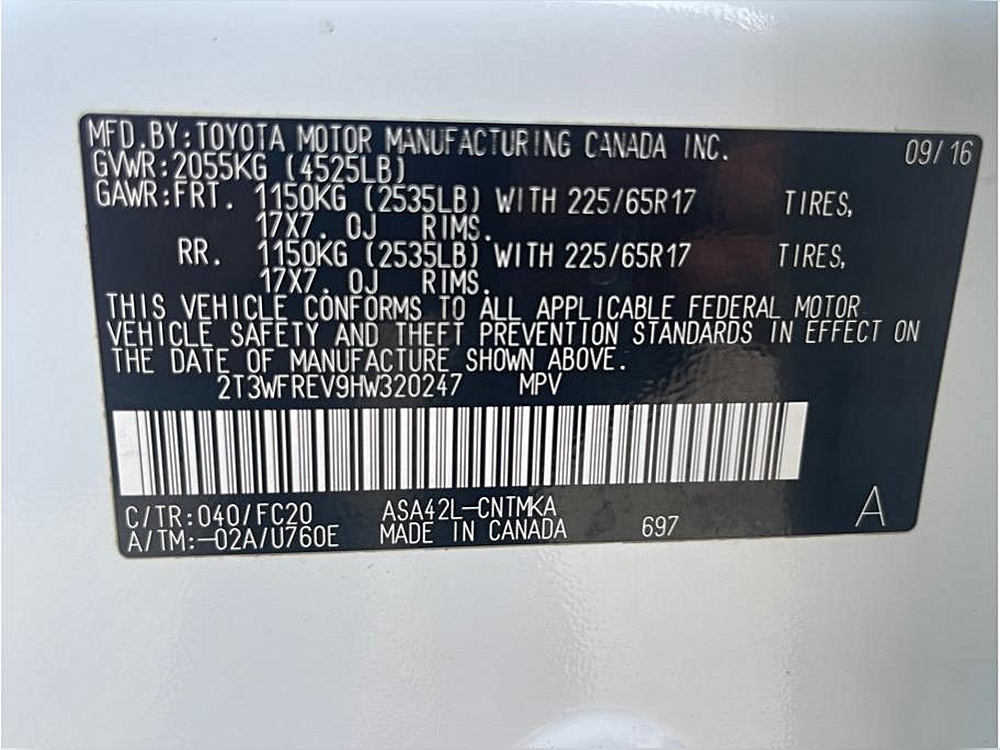 MFD.BY:TOYOTA MOTOR MANUFACTURING CANADA INC. 09/16
GVWR:2055KG (4525LB)
GAWR:FRT. 1150KG (2535LB) WITH 225/65R17 TIRES,
17X7.0J RIMS.
RR. 1150KG (2535LB) WITH 225/65R17 TIRES,
17X7.0J RIMS.
THIS VEHICLE CONFORMS TO ALL APPLICABLE FEDERAL MOTOR
VEHICLE SAFETY AND THEFT PREVENTION STANDARDS IN EFFECT ON
THE DATE OF MANUFACTURE SHOWN ABOVE.
2T3WFREV9HW320247 MPV
C/TR:040/FC20 ASA42L-CNTMKA
A/TM:-02A/U760E MADE IN CANADA 697 A